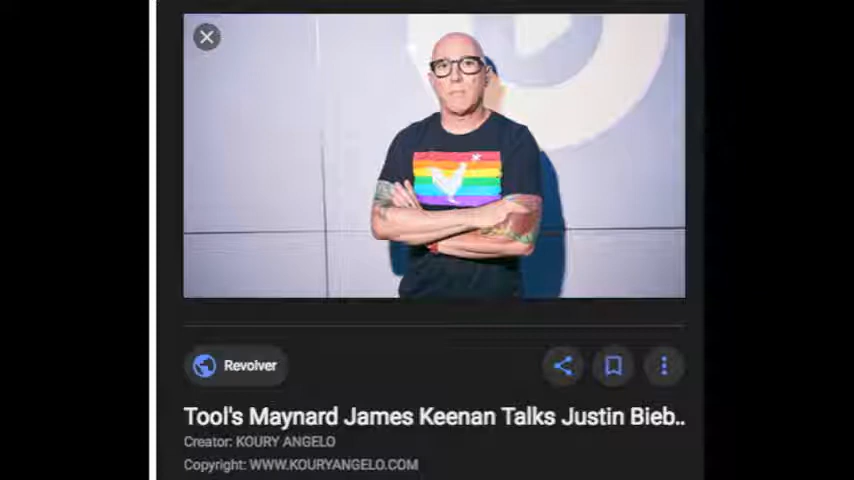 Revolver
Tool's Maynard James Keenan Talks Justin Bieb..
Creator: KOURY ANGELO
Copyright: WWW.KOURYANGELO.COM